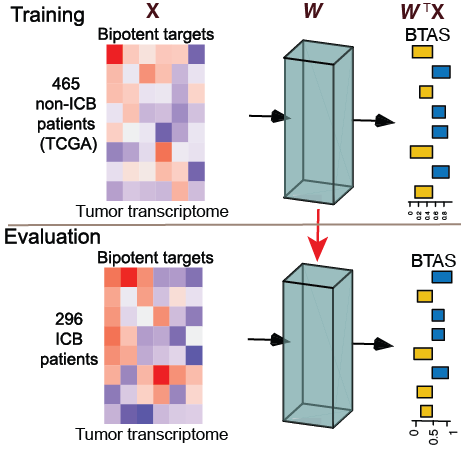 Training
X
W
WᵀX
Bipotent targets
BTAS
465
non-ICB
patients
(TCGA)
Tumor transcriptome
0 0.2 0.4 0.6 0.8
Evaluation
Bipotent targets
BTAS
296
ICB
patients
Tumor transcriptome
0 0.5 1